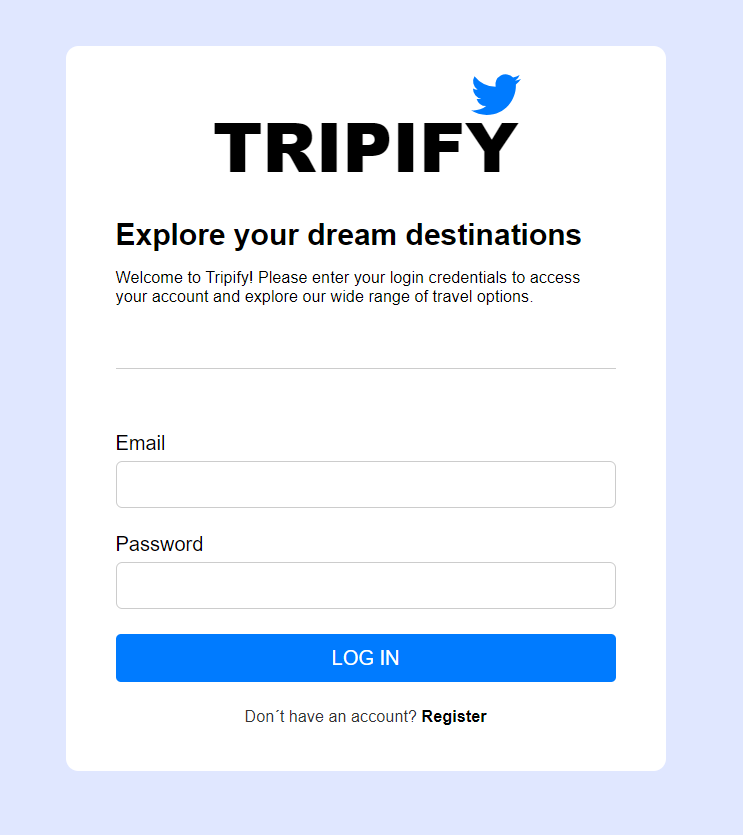 TRIPIFY
Explore your dream destinations
Welcome to Tripify! Please enter your login credentials to access
your account and explore our wide range of travel options.
Email
Password
LOG IN
Don´t have an account? Register